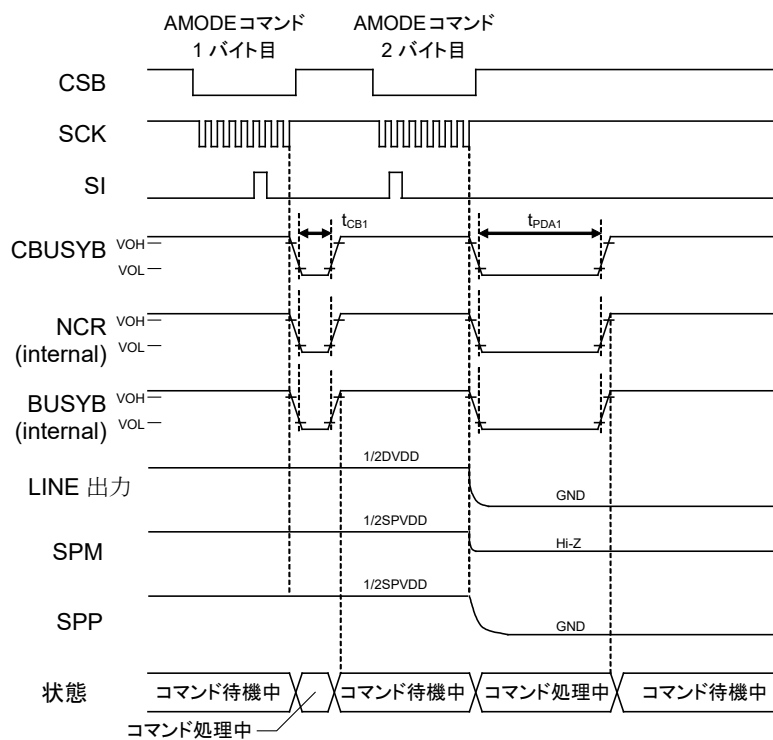 AMODEコマンド AMODEコマンド
1 バイト目 2 バイト目
CSB
SCK
SI
tCB1 tPDA1
CBUSYB VOH
VOL
NCR VOH
(internal) VOL
BUSYB VOH
(internal) VOL
1/2DVDD
LINE 出力 GND
1/2SPVDD
SPM Hi-Z
1/2SPVDD
SPP GND
状態 コマンド待機中 コマンド待機中 コマンド処理中 コマンド待機中
コマンド処理中